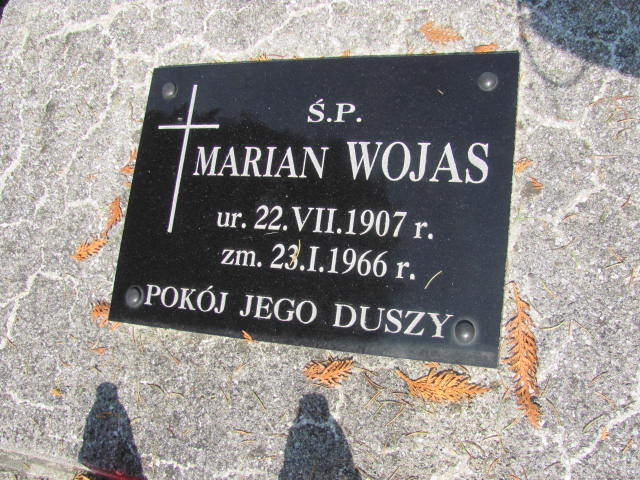 Ś.P.
MARIAN WOJAS
ur. 22.VII.1907 r.
zm. 23.I.1966 r.
POKÓJ JEGO DUSZY